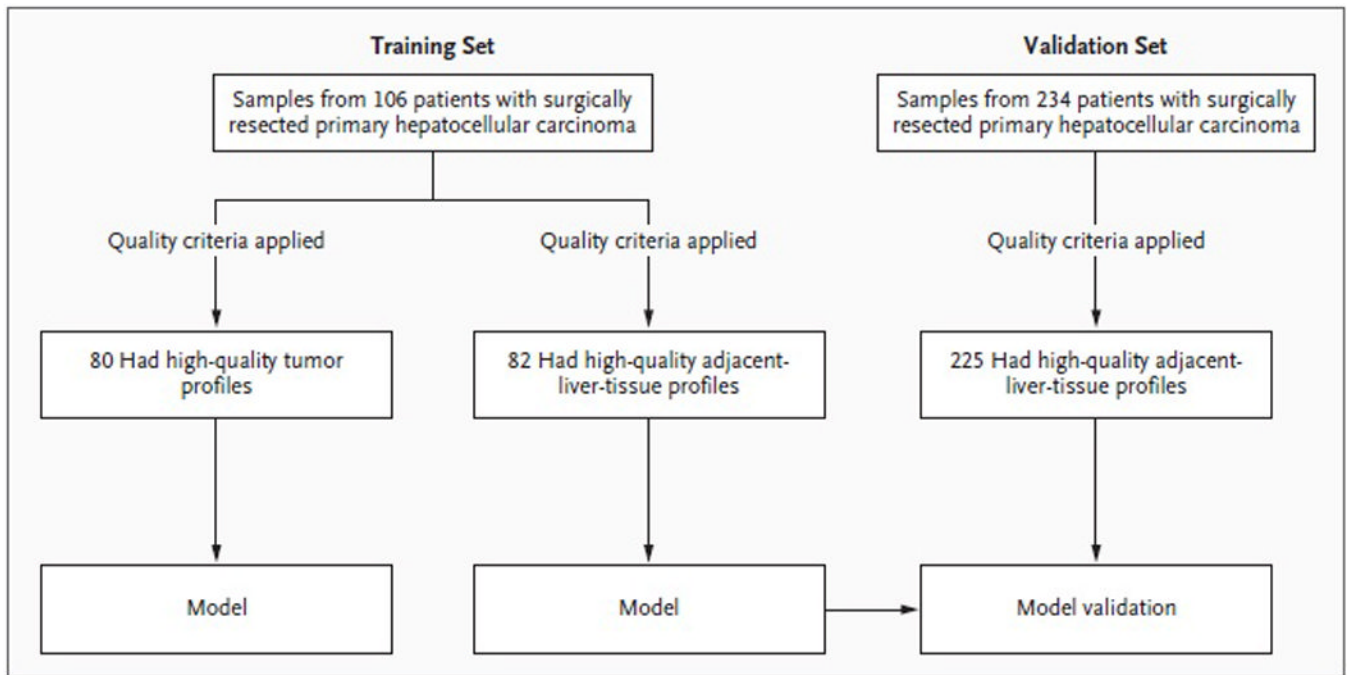 Training Set
Samples from 106 patients with surgically
resected primary hepatocellular carcinoma
Quality criteria applied
Quality criteria applied
80 Had high-quality tumor
profiles
82 Had high-quality adjacent-
liver-tissue profiles
Model
Model
Validation Set
Samples from 234 patients with surgically
resected primary hepatocellular carcinoma
Quality criteria applied
225 Had high-quality adjacent-
liver-tissue profiles
Model validation